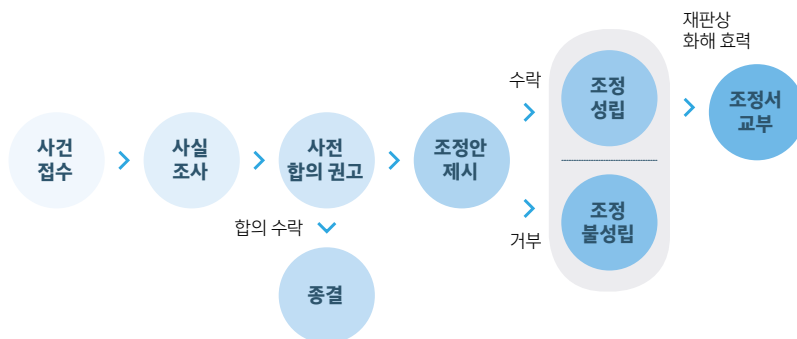 사건
접수
사실
조사
사전
합의 권고
합의 수락
종결
조정안
제시
수락
거부
조정
성립
조정
불성립
재판상
화해 효력
조정서
교부